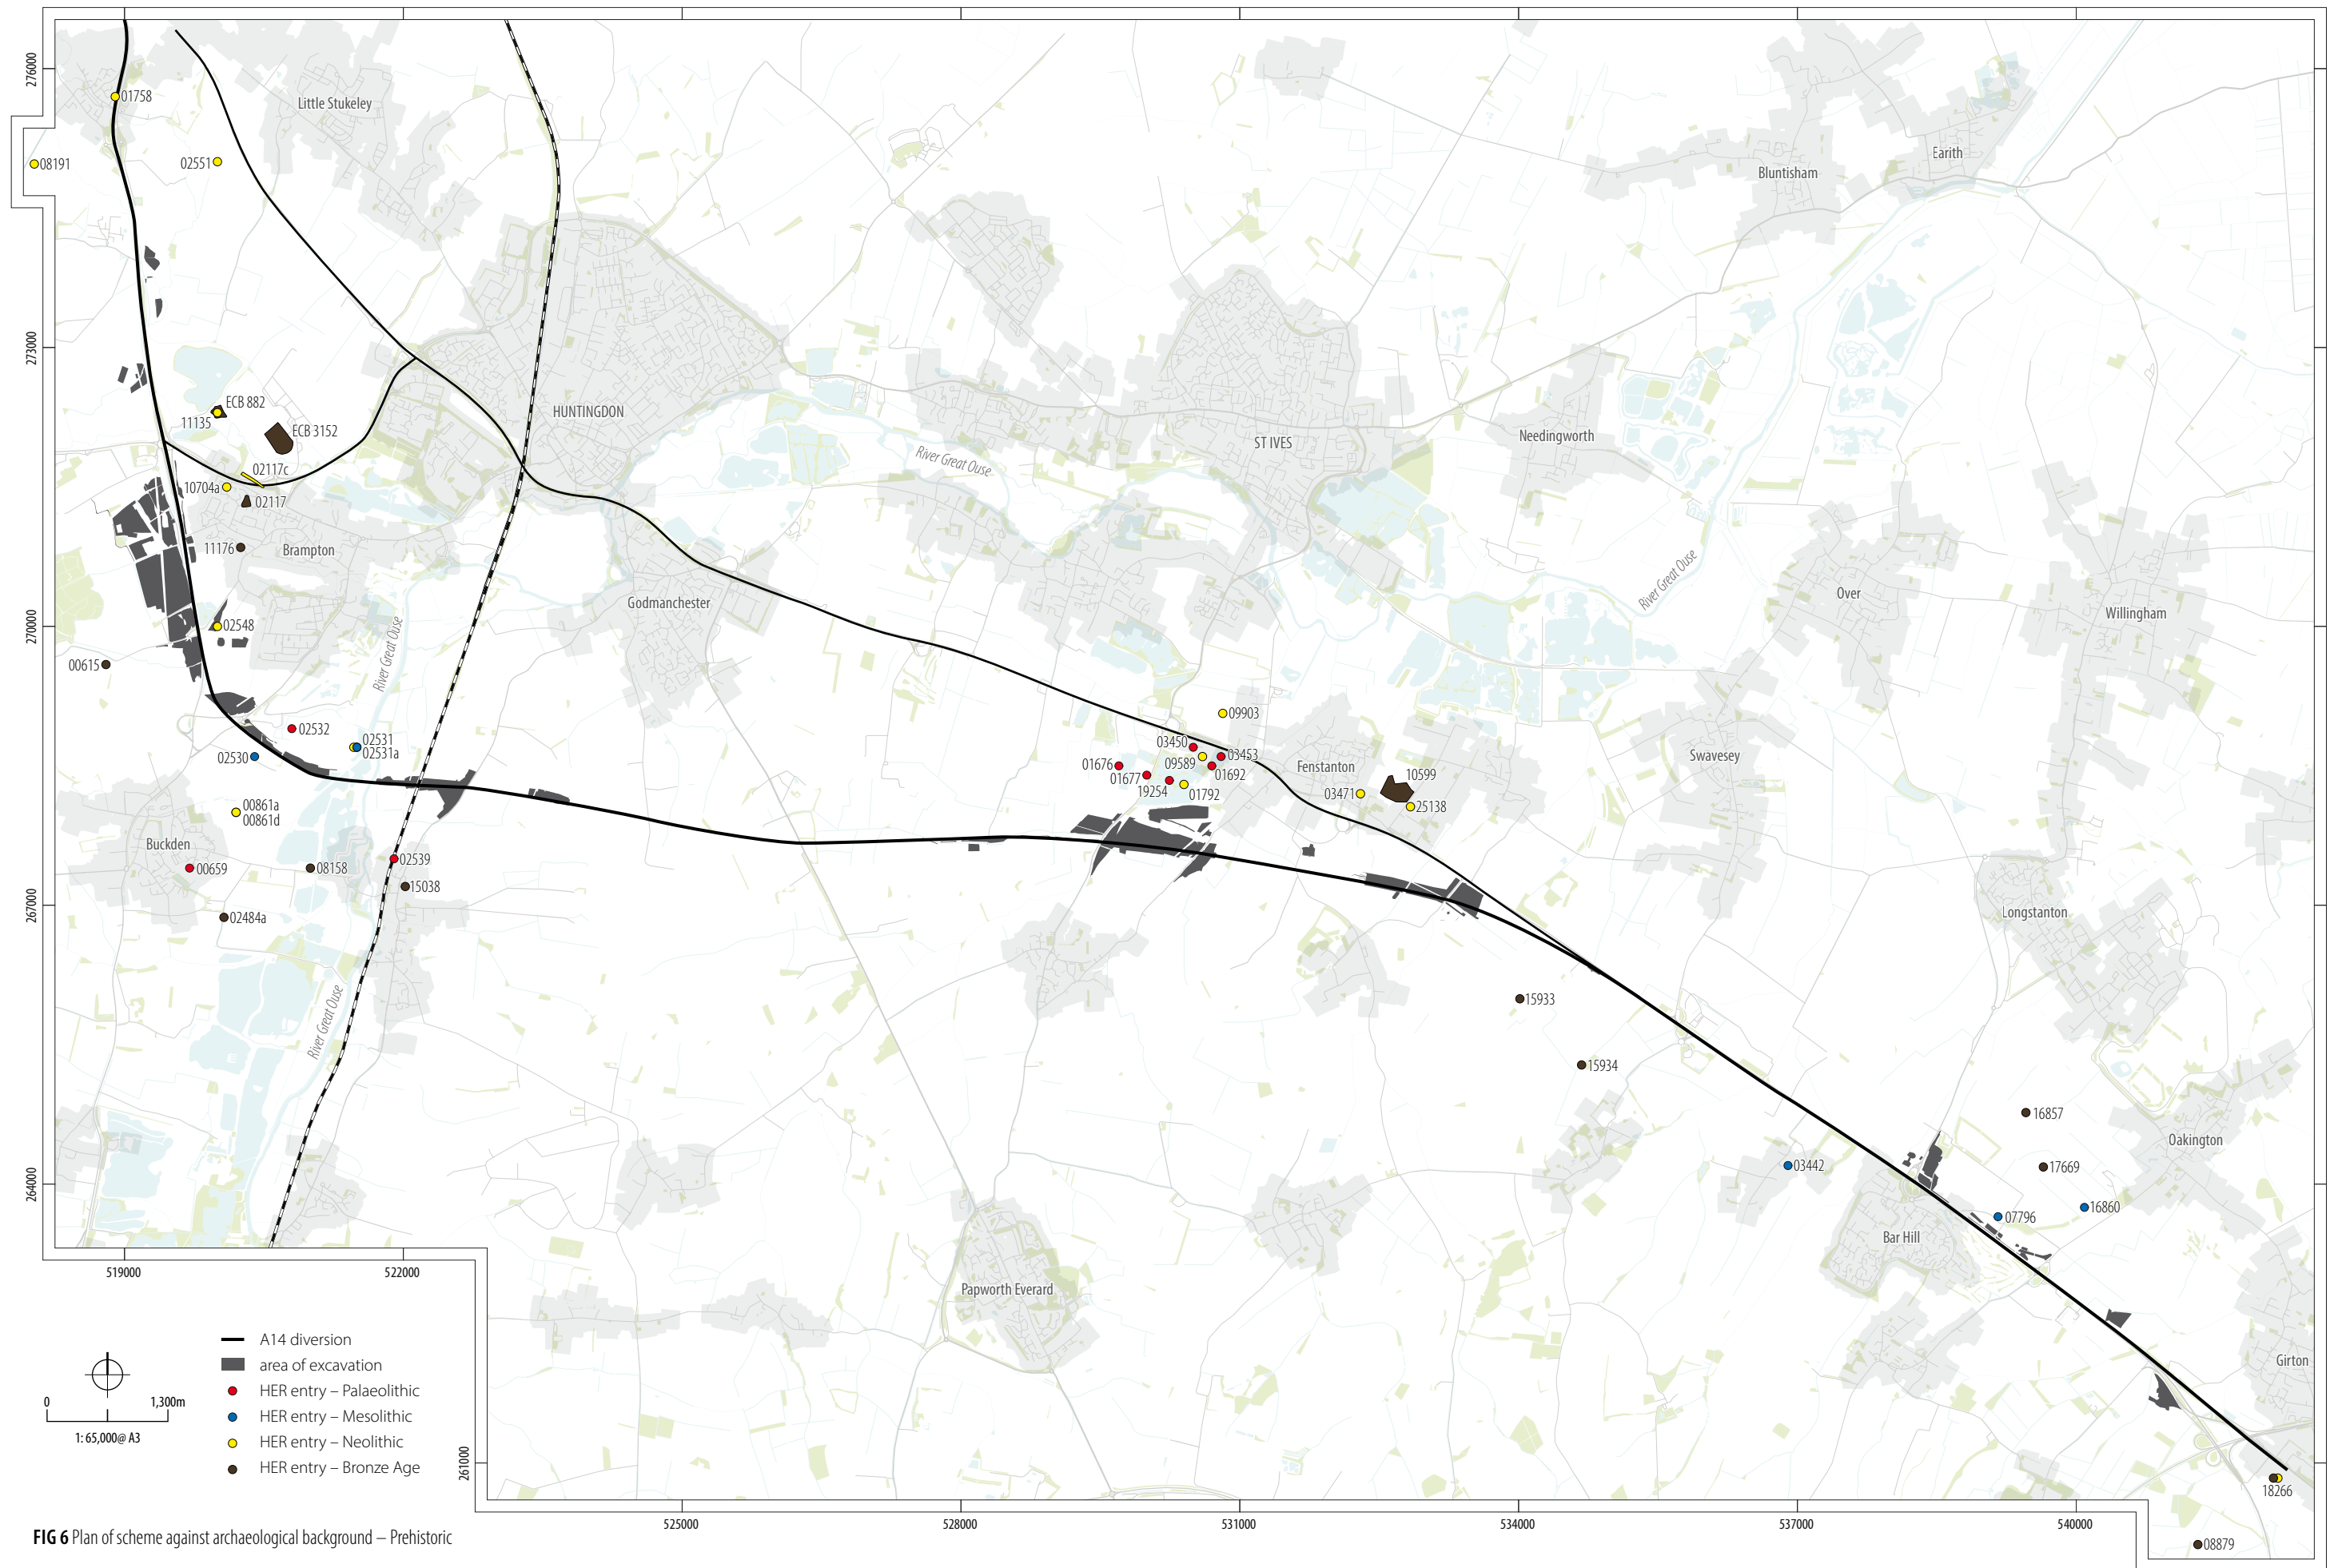 276000
273000
270000
267000
264000
261000
519000
522000
525000
528000
531000
534000
537000
540000
01758
Little Stukeley
08191
02551
Bluntisham
Earith
ECB 882
11135
ECB 3152
HUNTINGDON
River Great Ouse
ST IVES
Needingworth
02117c
10704a
02117
11176
Brampton
Godmanchester
River Great Ouse
Over
Willingham
02548
00615
River Great Ouse
02532
02531
02531a
02530
09903
03450
03453
09589
01676
01677
01692
19254
01792
Fenstanton
10599
03471
25138
Swavesey
00861a
00861d
Buckden
00659
08158
02539
15038
02484a
Longstanton
River Great Ouse
15933
15934
16857
Oakington
17669
03442
16860
07796
Bar Hill
Papworth Everard
Girton
18266
08879
A14 diversion
area of excavation
HER entry – Palaeolithic
HER entry – Mesolithic
HER entry – Neolithic
HER entry – Bronze Age
0 1,300m
1: 65,000@ A3
FIG 6 Plan of scheme against archaeological background – Prehistoric